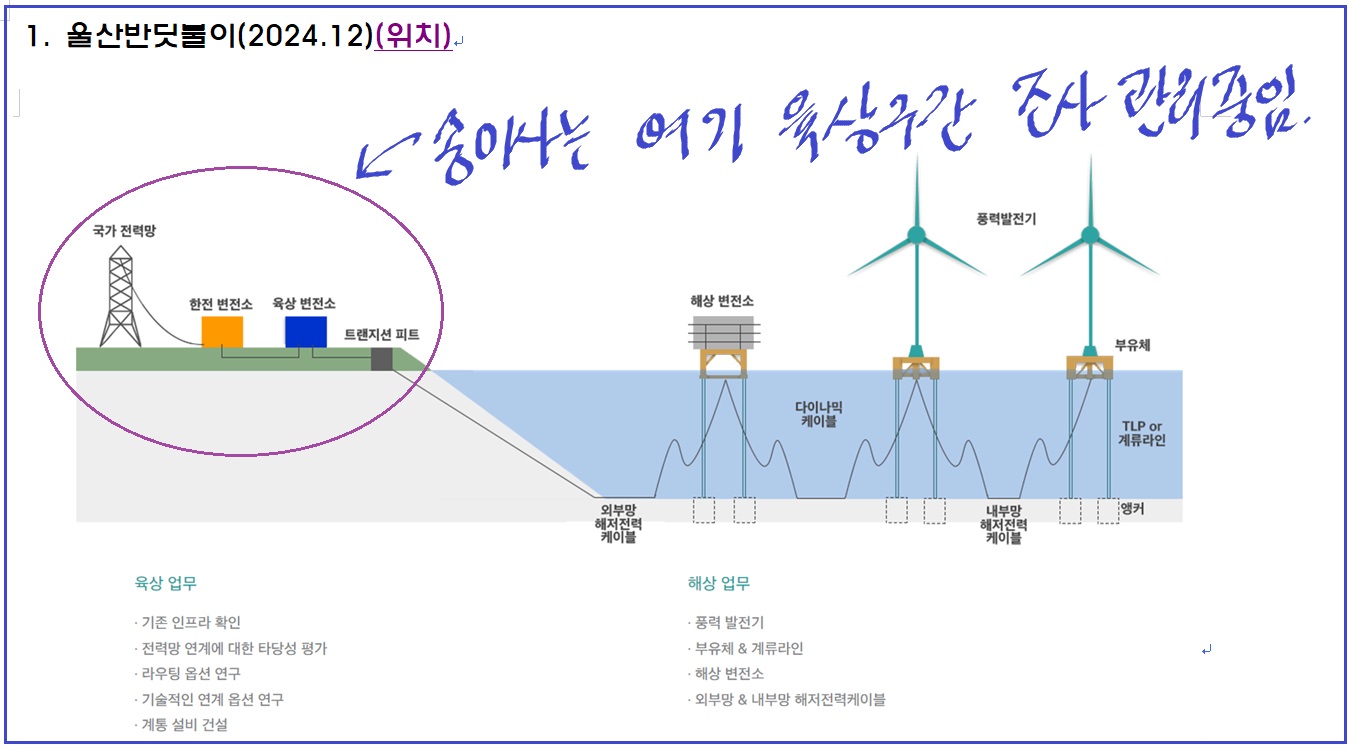 1. 울산반딧불이(2024.12)(위치)
송아사는 여기 육상구간 조사 관리중임.
국가 전력망
풍력발전기
한전 변전소
육상 변전소
해상 변전소
트랜지션 피트
부유체
다이나믹
케이블
TLP or
계류라인
외부망
해저전력
케이블
내부망
해저전력
케이블
앵커
육상 업무
· 기존 인프라 확인
· 전력망 연계에 대한 타당성 평가
· 라우팅 옵션 연구
· 기술적인 연계 옵션 연구
· 계통 설비 건설
해상 업무
· 풍력 발전기
· 부유체 & 계류라인
· 해상 변전소
· 외부망 & 내부망 해저전력케이블